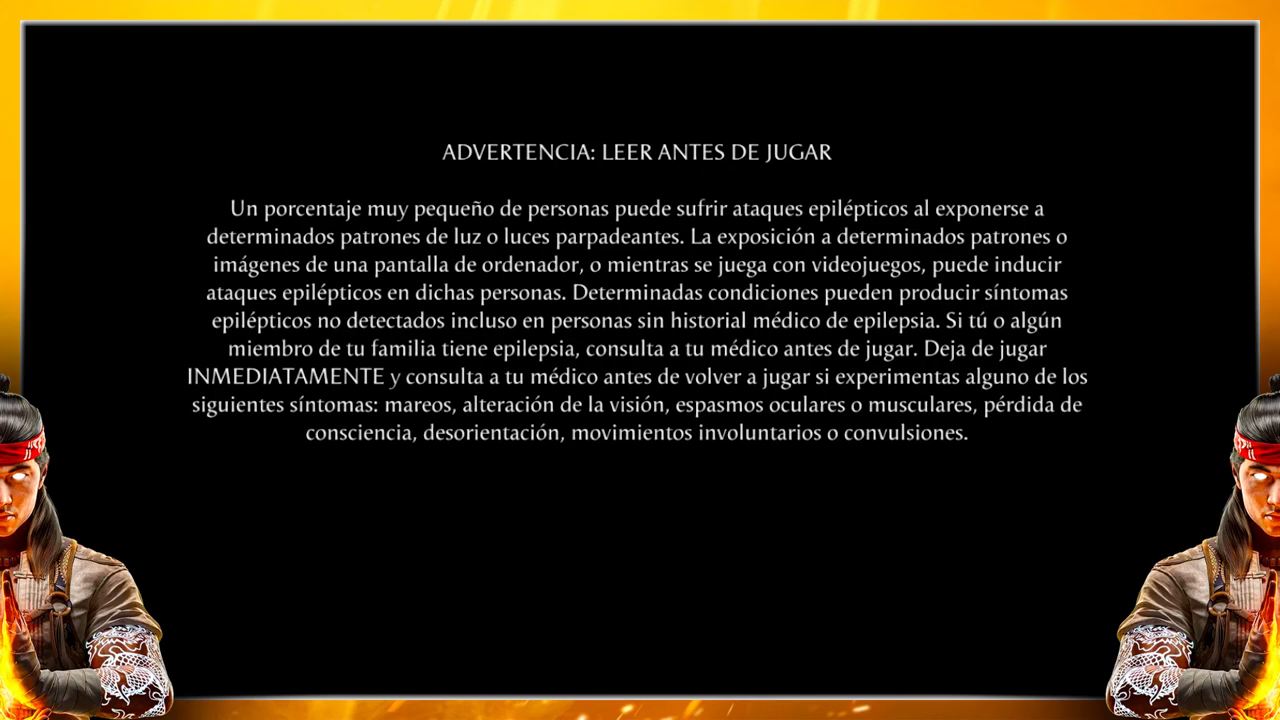 ADVERTENCIA: LEER ANTES DE JUGAR
Un porcentaje muy pequeño de personas puede sufrir ataques epilépticos al exponerse a
determinados patrones de luz o luces parpadeantes. La exposición a determinados patrones o
imágenes de una pantalla de ordenador, o mientras se juega con videojuegos, puede inducir
ataques epilépticos en dichas personas. Determinadas condiciones pueden producir síntomas
epilépticos no detectados incluso en personas sin historial médico de epilepsia. Si tú o algún
miembro de tu familia tiene epilepsia, consulta a tu médico antes de jugar. Deja de jugar
INMEDIATAMENTE y consulta a tu médico antes de volver a jugar si experimentas alguno de los
siguientes síntomas: mareos, alteración de la visión, espasmos oculares o musculares, pérdida de
consciencia, desorientación, movimientos involuntarios o convulsiones.